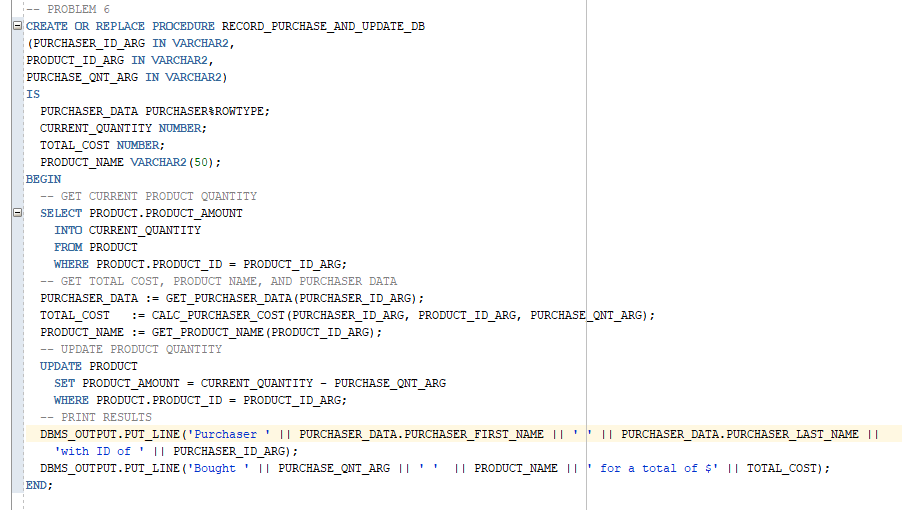 -- PROBLEM 6
CREATE OR REPLACE PROCEDURE RECORD_PURCHASE_AND_UPDATE_DB
(PURCHASER_ID_ARG IN VARCHAR2,
PRODUCT_ID_ARG IN VARCHAR2,
PURCHASE_QNT_ARG IN VARCHAR2)
IS
  PURCHASER_DATA PURCHASER%ROWTYPE;
  CURRENT_QUANTITY NUMBER;
  TOTAL_COST NUMBER;
  PRODUCT_NAME VARCHAR2(50);
BEGIN
  -- GET CURRENT PRODUCT QUANTITY
  SELECT PRODUCT.PRODUCT_AMOUNT
    INTO CURRENT_QUANTITY
    FROM PRODUCT
    WHERE PRODUCT.PRODUCT_ID = PRODUCT_ID_ARG;
  -- GET TOTAL COST, PRODUCT NAME, AND PURCHASER DATA
  PURCHASER_DATA := GET_PURCHASER_DATA(PURCHASER_ID_ARG);
  TOTAL_COST   := CALC_PURCHASER_COST(PURCHASER_ID_ARG, PRODUCT_ID_ARG, PURCHASE_QNT_ARG);
  PRODUCT_NAME := GET_PRODUCT_NAME(PRODUCT_ID_ARG);
  -- UPDATE PRODUCT QUANTITY
  UPDATE PRODUCT
    SET PRODUCT_AMOUNT = CURRENT_QUANTITY - PURCHASE_QNT_ARG
    WHERE PRODUCT.PRODUCT_ID = PRODUCT_ID_ARG;
  -- PRINT RESULTS
  DBMS_OUTPUT.PUT_LINE('Purchaser ' || PURCHASER_DATA.PURCHASER_FIRST_NAME || ' ' || PURCHASER_DATA.PURCHASER_LAST_NAME ||
    'with ID of ' || PURCHASER_ID_ARG);
  DBMS_OUTPUT.PUT_LINE('Bought ' || PURCHASE_QNT_ARG || ' '  || PRODUCT_NAME || ' for a total of $' || TOTAL_COST);
END;